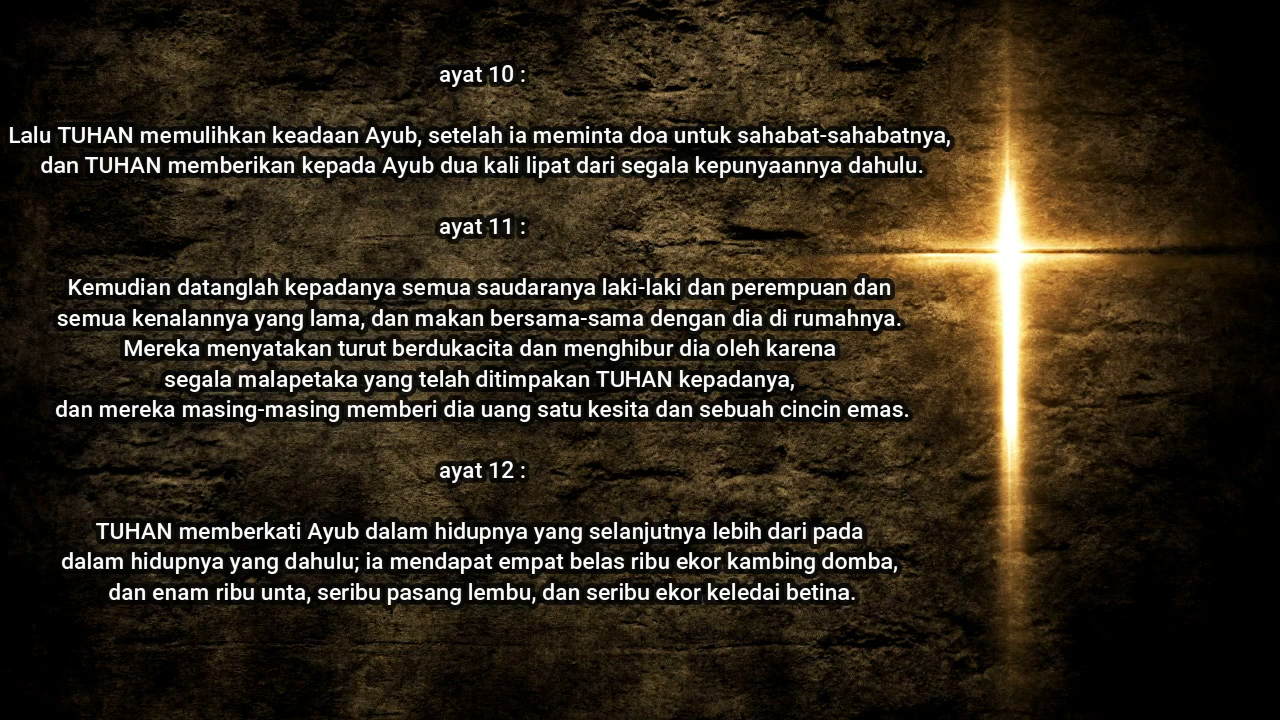 ayat 10 :
Lalu TUHAN memulihkan keadaan Ayub, setelah ia meminta doa untuk sahabat-sahabatnya,
dan TUHAN memberikan kepada Ayub dua kali lipat dari segala kepunyaannya dahulu.
ayat 11 :
Kemudian datanglah kepadanya semua saudaranya laki-laki dan perempuan dan
semua kenalannya yang lama, dan makan bersama-sama dengan dia di rumahnya.
Mereka menyatakan turut berdukacita dan menghibur dia oleh karena
segala malapetaka yang telah ditimpakan TUHAN kepadanya,
dan mereka masing-masing memberi dia uang satu kesita dan sebuah cincin emas.
ayat 12 :
TUHAN memberkati Ayub dalam hidupnya yang selanjutnya lebih dari pada
dalam hidupnya yang dahulu; ia mendapat empat belas ribu ekor kambing domba,
dan enam ribu unta, seribu pasang lembu, dan seribu ekor keledai betina.